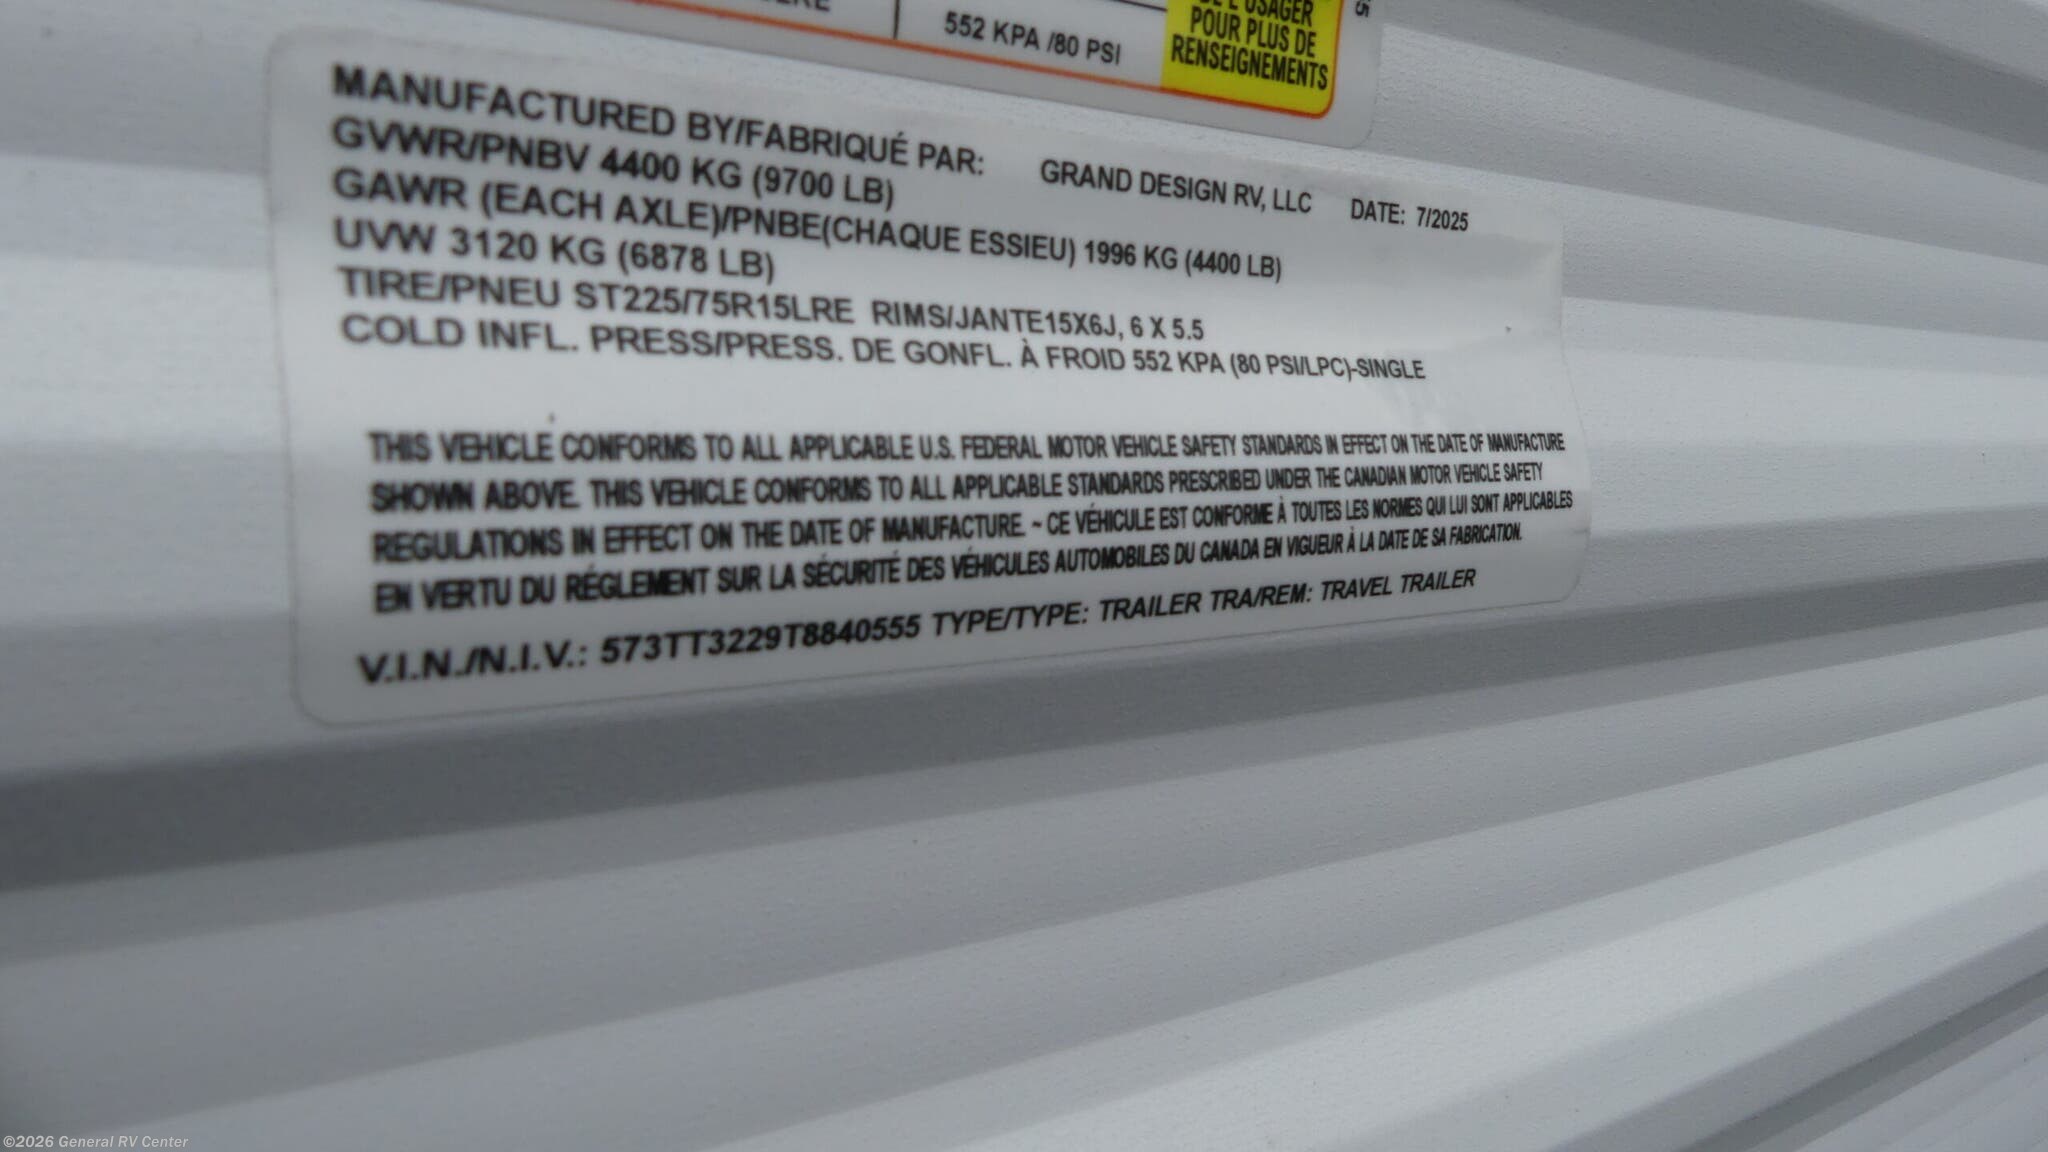 552 KPA /80 PSI
DE L'USAGER
POUR PLUS DE
RENSEIGNEMENTS
MANUFACTURED BY/FABRIQUÉ PAR: GRAND DESIGN RV, LLC DATE: 7/2025
GVWR/PNBV 4400 KG (9700 LB)
GAWR (EACH AXLE)/PNBE(CHAQUE ESSIEU) 1996 KG (4400 LB)
UVW 3120 KG (6878 LB)
TIRE/PNEU ST225/75R15LRE RIMS/JANTE15X6J, 6 X 5.5
COLD INFL. PRESS/PRESS. DE GONFL. À FROID 552 KPA (80 PSI/LPC)-SINGLE
THIS VEHICLE CONFORMS TO ALL APPLICABLE U.S. FEDERAL MOTOR VEHICLE SAFETY STANDARDS IN EFFECT ON THE DATE OF MANUFACTURE
SHOWN ABOVE. THIS VEHICLE CONFORMS TO ALL APPLICABLE STANDARDS PRESCRIBED UNDER THE CANADIAN MOTOR VEHICLE SAFETY
REGULATIONS IN EFFECT ON THE DATE OF MANUFACTURE. ~ CE VÉHICULE EST CONFORME À TOUTES LES NORMES QUI LUI SONT APPLICABLES
EN VERTU DU RÉGLEMENT SUR LA SÉCURITÉ DES VÉHICULES AUTOMOBILES DU CANADA EN VIGUEUR À LA DATE DE SA FABRICATION.
V.I.N./N.I.V.: 573TT3229T8840555 TYPE/TYPE: TRAILER TRA/REM: TRAVEL TRAILER
©2026 General RV Center